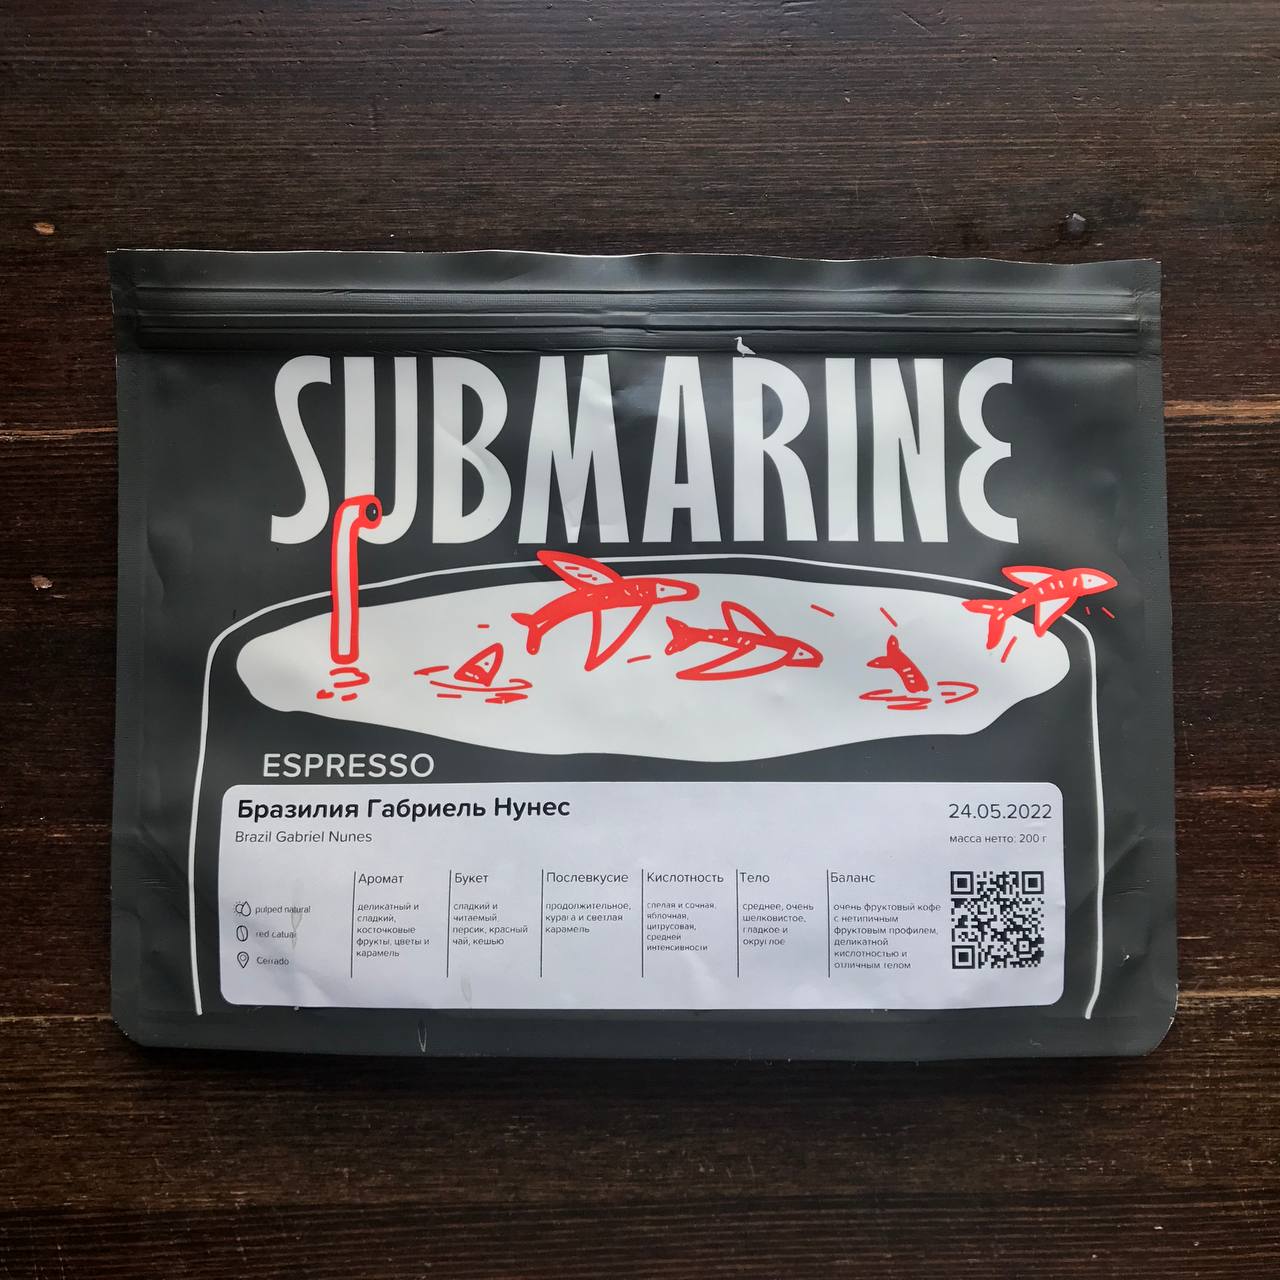 SUBMARINE
ESPRESSO
Бразилия Габриель Нунес
24.05.2022
Brazil Gabriel Nunes
масса нетто: 200 г
pulped natural
red catuai
Cerrado
Аромат
деликатный и
сладкий,
косточковые
фрукты, цветы и
карамель
Букет
сладкий и
читаемый,
персик, красный
чай, кешью
Послевкусие
продолжительное,
курага и светлая
карамель
Кислотность
спелая и сочная,
яблочная,
цитрусовая,
средней
интенсивности
Тело
среднее, очень
шелковистое,
гладкое и
округлое
Баланс
очень фруктовый кофе
с нетипичным
фруктовым профилем,
деликатной
кислотностью и
отличным телом